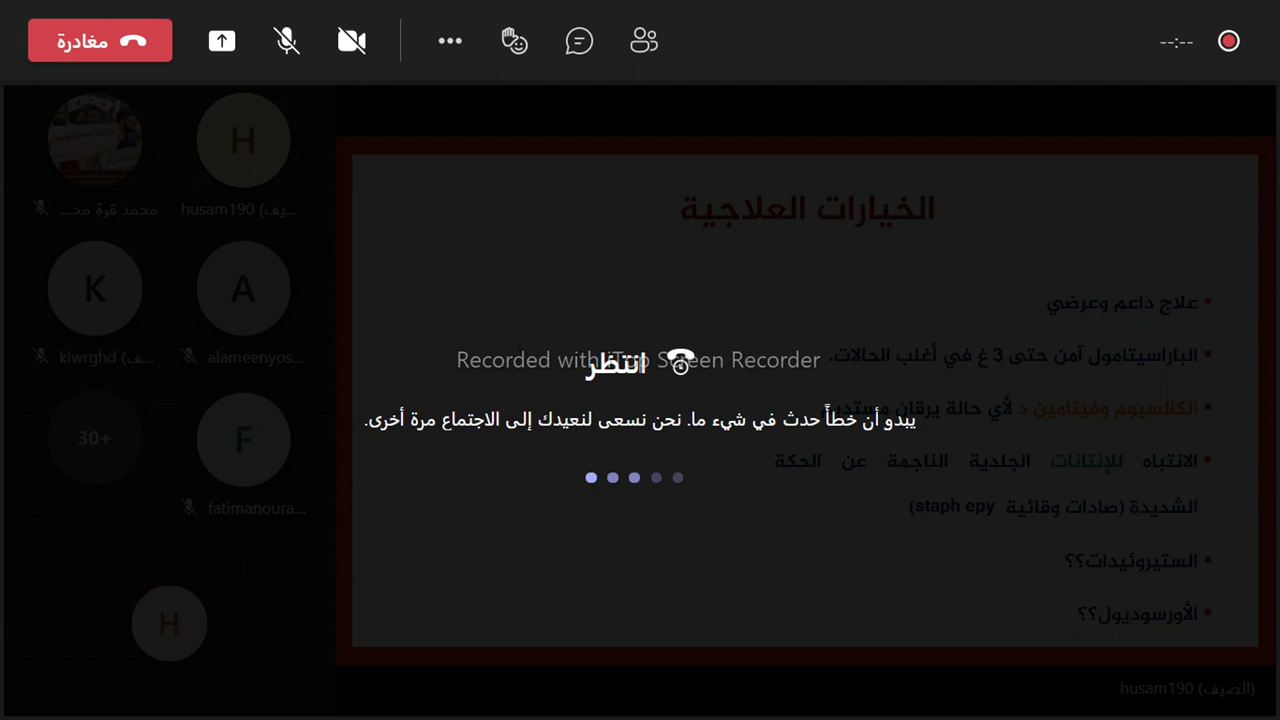 مغادرة
--:--
محمد قرة محـ...
husam190 (ـيف...
K
A
klwrghd (ـف...
alameenyos...
30+
F
fatimanoura...
H
H
الخيارات العلاجية
علاج داعم وعرضي
الباراسيتامول آمن حتى 3 غ في أغلب الحالات.
الكالسيوم وفيتامين د لأي حالة يرقان مستديم
الانتباه للإنتانات الجلدية الناجمة عن الحكة
الشديدة (صادات وقائية staph epy)
الستيروئيدات؟؟
الأورسوديول؟؟
Recorded with iTop Screen Recorder
انتظر
يبدو أن خطأً حدث في شيء ما. نحن نسعى لنعيدك إلى الاجتماع مرة أخرى.
husam190 (الضيف)